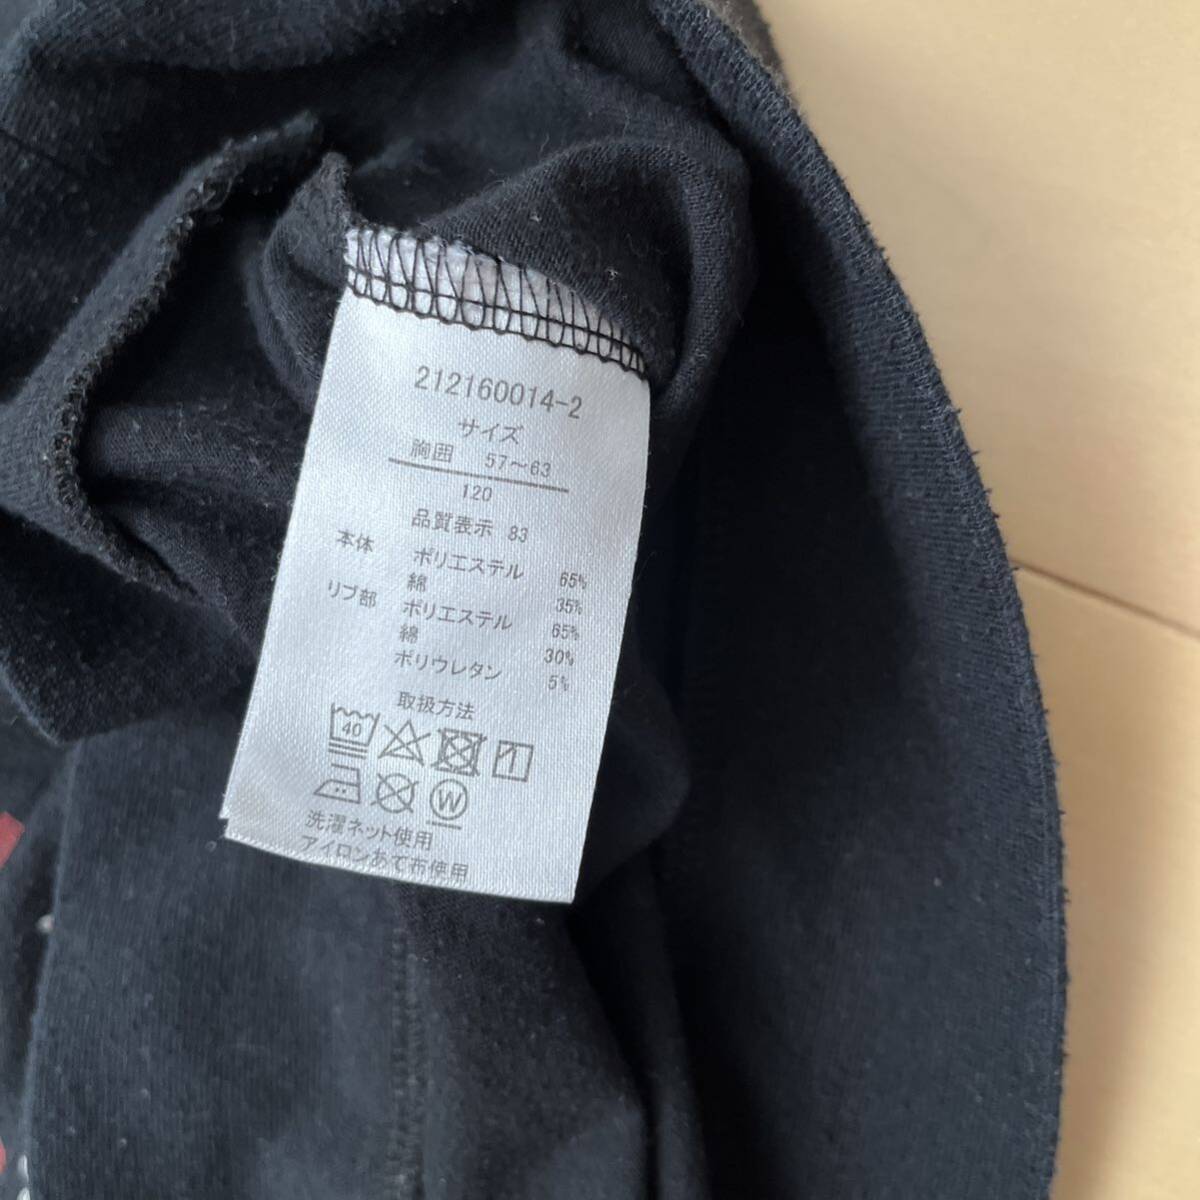 212160014-2
サイズ
胸囲 57~63
120
品質表示 83
本体 ポリエステル 65%
綿 35%
リブ部 ポリエステル 65%
綿 30%
ポリウレタン 5%
取扱方法
40
W
洗濯ネット使用
アイロンあて布使用